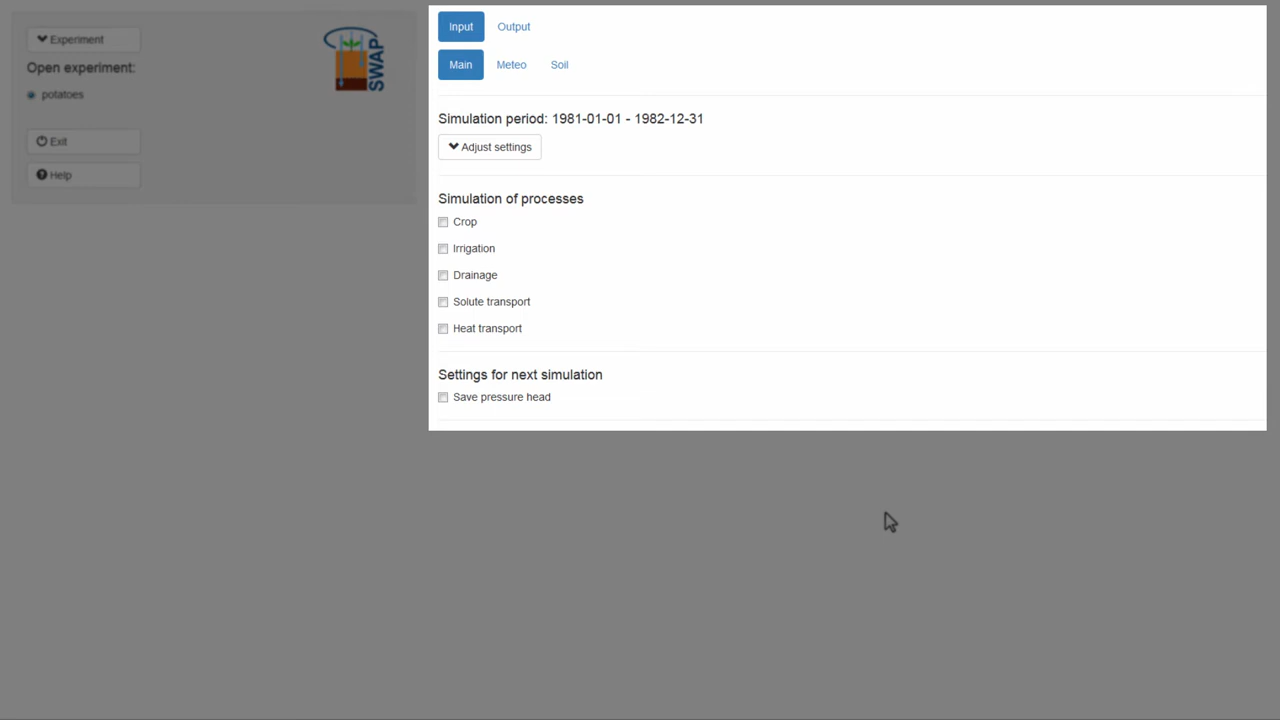 Experiment
Open experiment:
potatoes
Exit
Help
SWAP
Input Output
Main Meteo Soil
Simulation period: 1981-01-01 - 1982-12-31
Adjust settings
Simulation of processes
Crop
Irrigation
Drainage
Solute transport
Heat transport
Settings for next simulation
Save pressure head